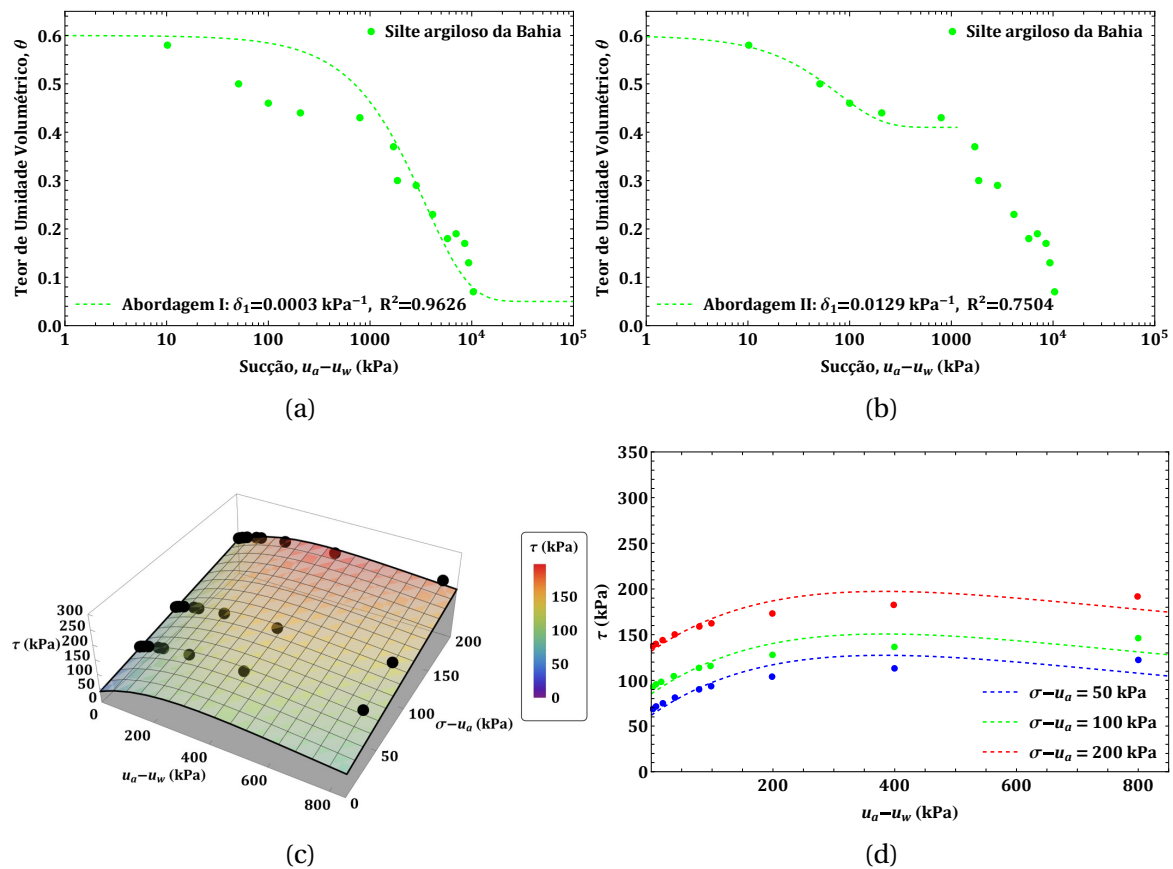 Silte argiloso da Bahia
Teor de Umidade Volumétrico, θ
0.6
0.5
0.4
0.3
0.2
0.1
0.0
Abordagem I: δ₁=0.0003 kPa⁻¹, R²=0.9626
1 10 100 1000 10⁴ 10⁵
Sucção, uₐ−u_w (kPa)
(a)
Silte argiloso da Bahia
Teor de Umidade Volumétrico, θ
0.6
0.5
0.4
0.3
0.2
0.1
0.0
Abordagem II: δ₁=0.0129 kPa⁻¹, R²=0.7504
1 10 100 1000 10⁴ 10⁵
Sucção, uₐ−u_w (kPa)
(b)
τ (kPa)
150
100
50
0
300
250
200
150
100
50
0
τ (kPa)
0
200
400
600
800
uₐ−u_w (kPa)
0
50
100
150
200
σ−uₐ (kPa)
(c)
350
300
250
200
150
100
50
0
τ (kPa)
σ−uₐ = 50 kPa
σ−uₐ = 100 kPa
σ−uₐ = 200 kPa
200 400 600 800
uₐ−u_w (kPa)
(d)